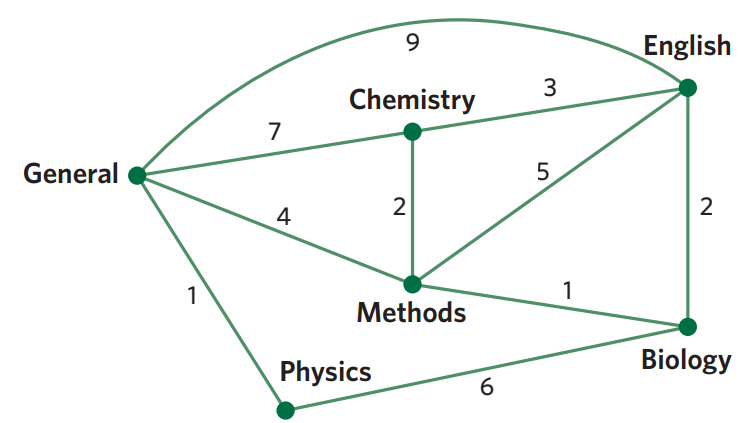 9
English
3
Chemistry
7
General
5
4
2
2
1
1
Methods
Biology
Physics
6